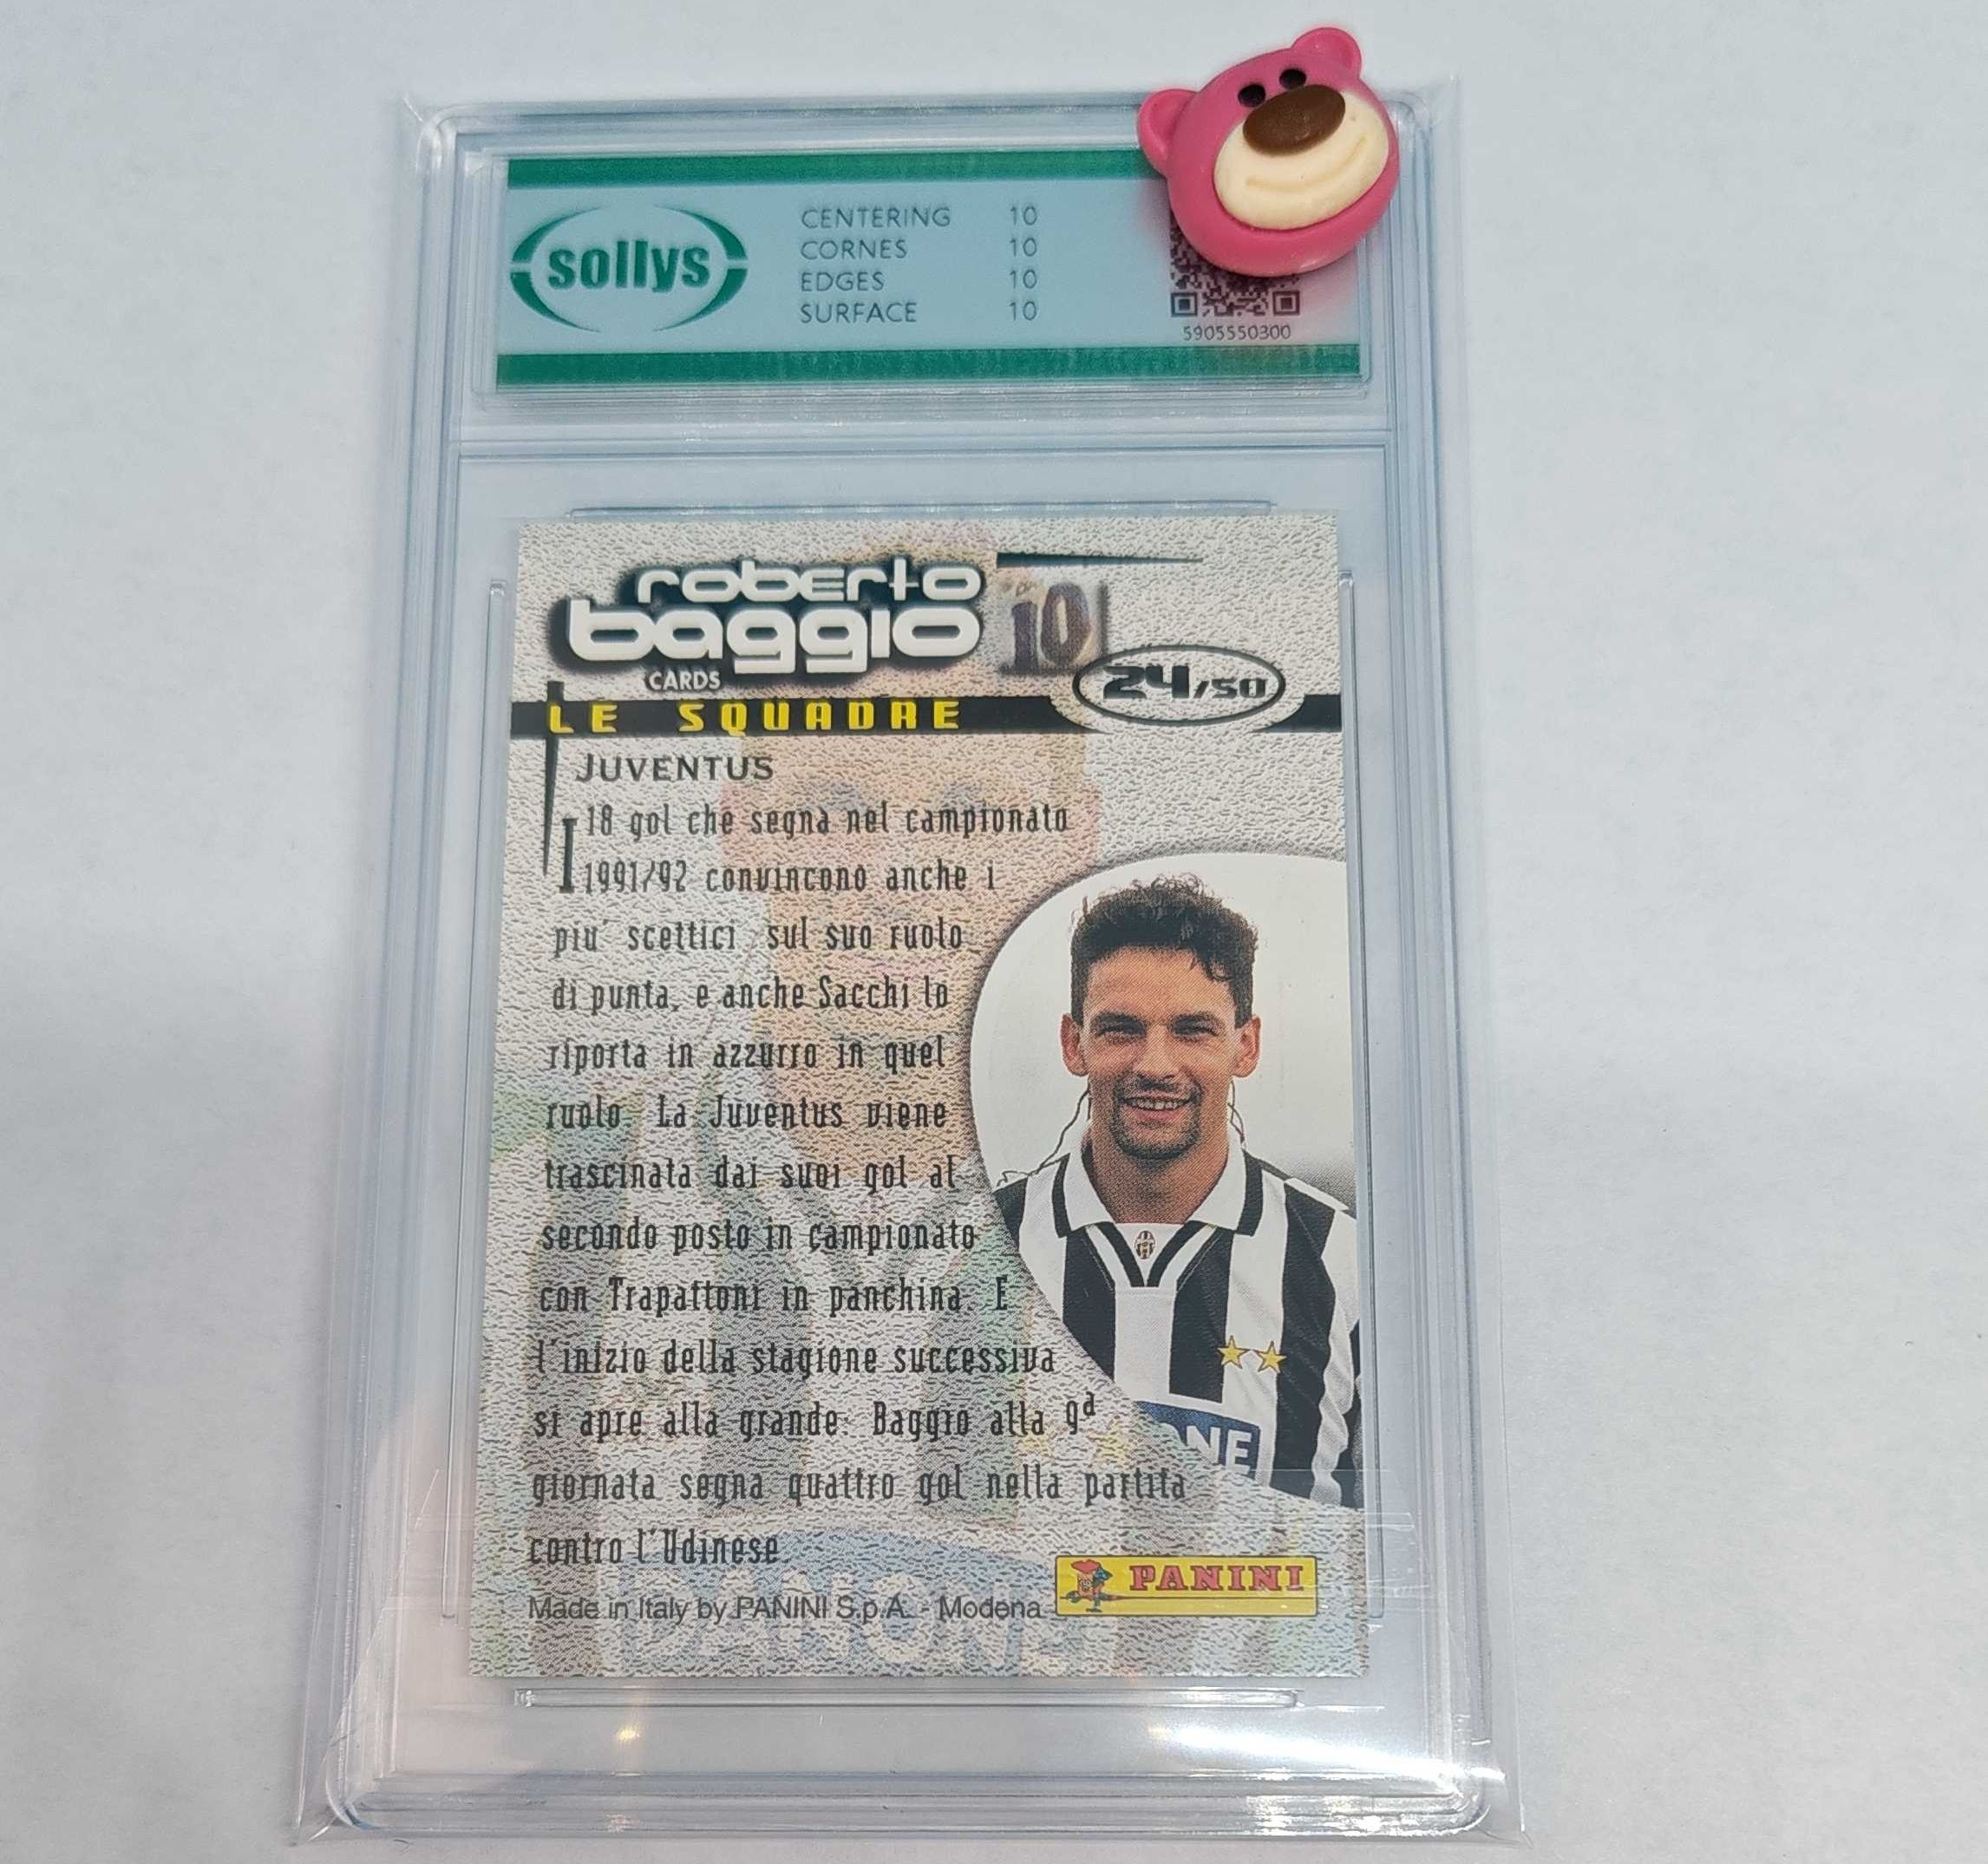 sollys
CENTERING 10
CORNES 10
EDGES 10
SURFACE 10
5905550300
roberto
baggio
10
CARDS
24/50
LE SQUADRE
JUVENTUS
I 18 gol che segna nel campionato
1991/92 convincono anche i
piu' scettici sul suo ruolo
di punta, e anche Sacchi lo
riporta in azzurro in quel
ruolo. La Juventus viene
trascinata dai suoi gol al
secondo posto in campionato
con Trapattoni in panchina. E
l'inizio della stagione successiva
si apre alla grande: Baggio alla 9ª
giornata segna quattro gol nella partita
contro l'Udinese.
NE
PANINI
Made in Italy by PANINI S.p.A. - Modena
DANONE